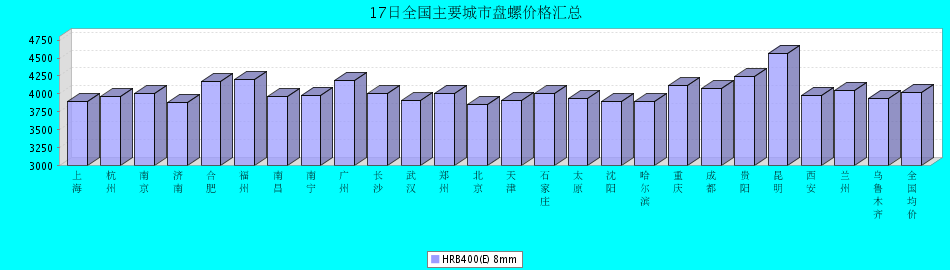 17日全国主要城市盘螺价格汇总
4750
4500
4250
4000
3750
3500
3250
3000
上海
杭州
南京
济南
合肥
福州
南昌
南宁
广州
长沙
武汉
郑州
北京
天津
石家庄
太原
沈阳
哈尔滨
重庆
成都
贵阳
昆明
西安
兰州
乌鲁木齐
全国均价
HRB400(E) 8mm